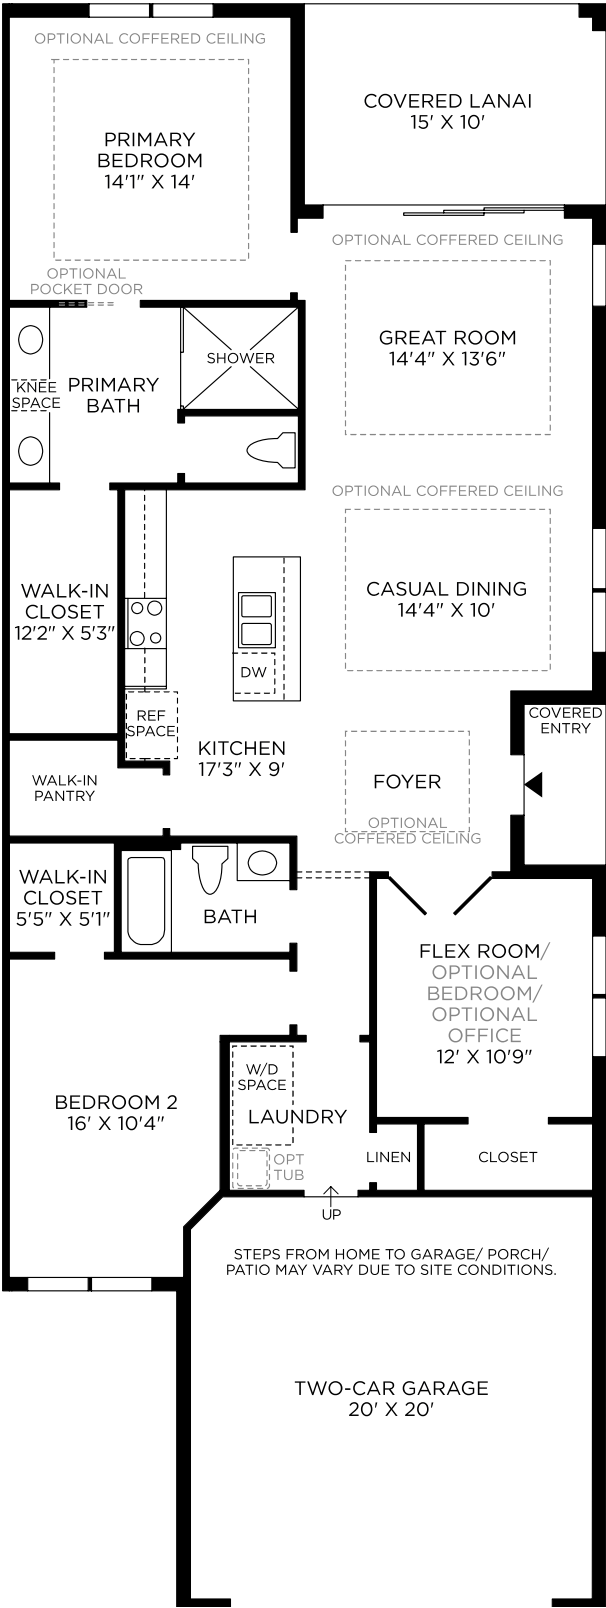 OPTIONAL COFFERED CEILING
PRIMARY
BEDROOM
14'1" X 14'
COVERED LANAI
15' X 10'
OPTIONAL
POCKET DOOR
OPTIONAL COFFERED CEILING
GREAT ROOM
14'4" X 13'6"
SHOWER
KNEE
SPACE
PRIMARY
BATH
OPTIONAL COFFERED CEILING
CASUAL DINING
14'4" X 10'
WALK-IN
CLOSET
12'2" X 5'3"
DW
REF
SPACE
KITCHEN
17'3" X 9'
COVERED
ENTRY
WALK-IN
PANTRY
FOYER
OPTIONAL
COFFERED CEILING
WALK-IN
CLOSET
5'5" X 5'1"
BATH
FLEX ROOM/
OPTIONAL
BEDROOM/
OPTIONAL
OFFICE
12' X 10'9"
BEDROOM 2
16' X 10'4"
W/D
SPACE
LAUNDRY
OPT
TUB
LINEN
CLOSET
UP
STEPS FROM HOME TO GARAGE/ PORCH/
PATIO MAY VARY DUE TO SITE CONDITIONS.
TWO-CAR GARAGE
20' X 20'